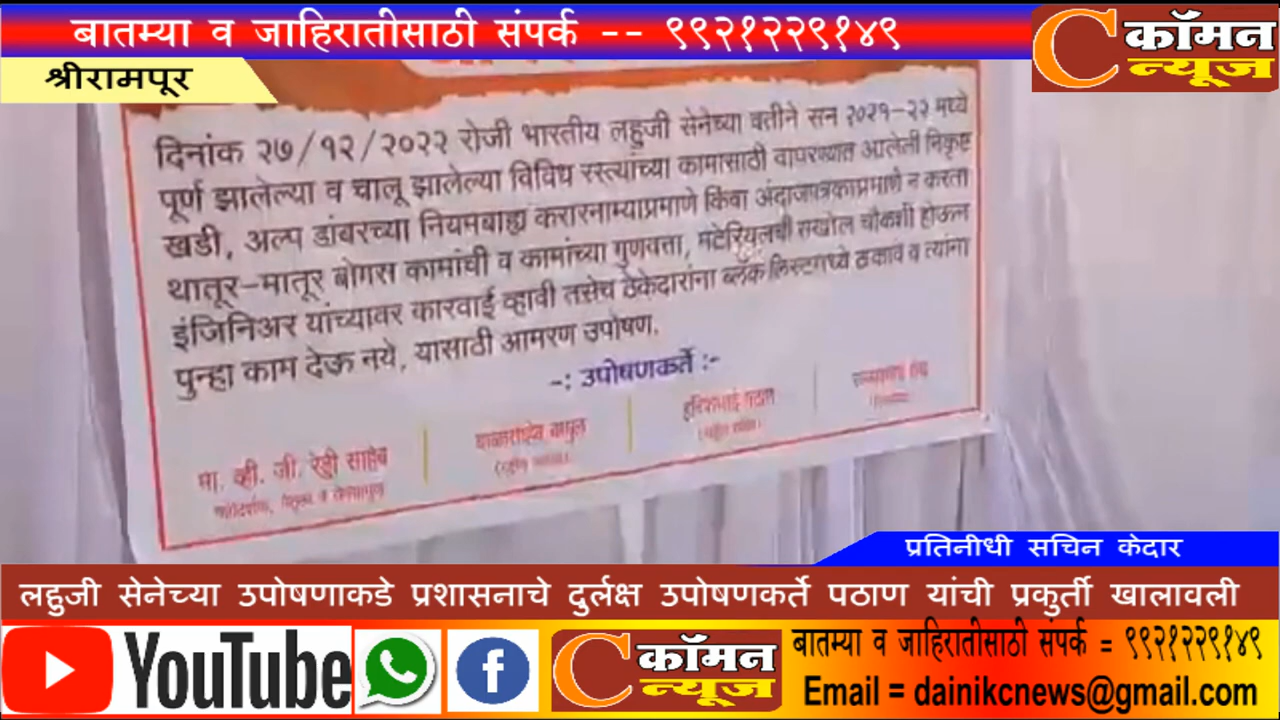 बातम्या व जाहिरातीसाठी संपर्क -- ९९२१२२९१४९
कॉमन
न्यूज
श्रीरामपूर
दिनांक २७/१२/२०२२ रोजी भारतीय लहुजी सेनेच्या वतीने सन २०२१-२२ मध्ये
पूर्ण झालेल्या व चालू झालेल्या विविध रस्त्यांच्या कामासाठी वापरण्यात आलेली निकृष्ट
खडी, अल्प डांबरच्या नियमबाह्य करारनाम्याप्रमाणे किंवा अंदाजपत्रकाप्रमाणे न करता
थातूर-मातूर बोगस कामांची व कामांच्या गुणवत्ता, मटेरियलची सखोल चौकशी होऊन
इंजिनिअर यांच्यावर कारवाई व्हावी तसेच ठेकेदारांना ब्लॅक लिस्टमध्ये टाकावे व त्यांना
पुन्हा काम देऊ नये, यासाठी आमरण उपोषण.
-: उपोषणकर्ते :-
मा. व्ही. जी. रेड्डी साहेब
प्रतिनीधी सचिन केदार
लहुजी सेनेच्या उपोषणाकडे प्रशासनाचे दुर्लक्ष उपोषणकर्ते पठाण यांची प्रकुर्ती खालावली
YouTube
कॉमन
न्यूज
बातम्या व जाहिरातीसाठी संपर्क = ९९२१२२९१४९
Email = dainikcnews@gmail.com